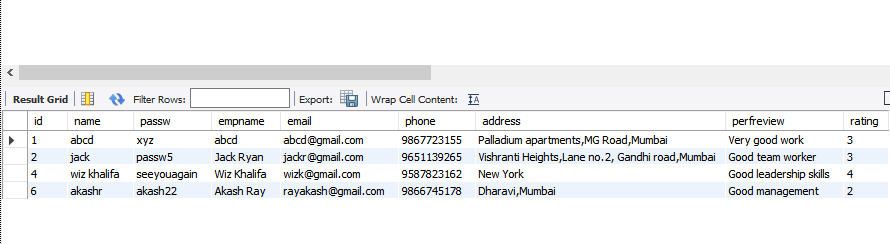 Result Grid Filter Rows: Export: Wrap Cell Content: IA
id name passw empname email phone address perfreview rating
1 abcd xyz abcd abcd@gmail.com 9867723155 Palladium apartments,MG Road,Mumbai Very good work 3
2 jack passw5 Jack Ryan jackr@gmail.com 9651139265 Vishranti Heights,Lane no.2, Gandhi road,Mumbai Good team worker 3
4 wiz khalifa seeyouagain Wiz Khalifa wizk@gmail.com 9587823162 New York Good leadership skills 4
6 akashr akash22 Akash Ray rayakash@gmail.com 9866745178 Dharavi,Mumbai Good management 2